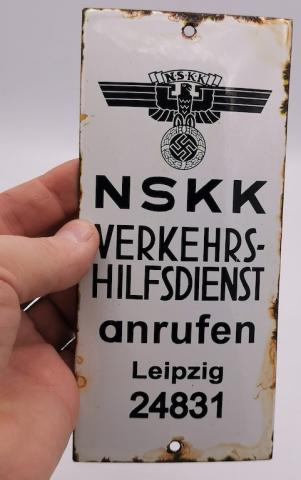 NSKK
NSKK
VERKEHRS-
HILFSDIENST
anrufen
Leipzig
24831